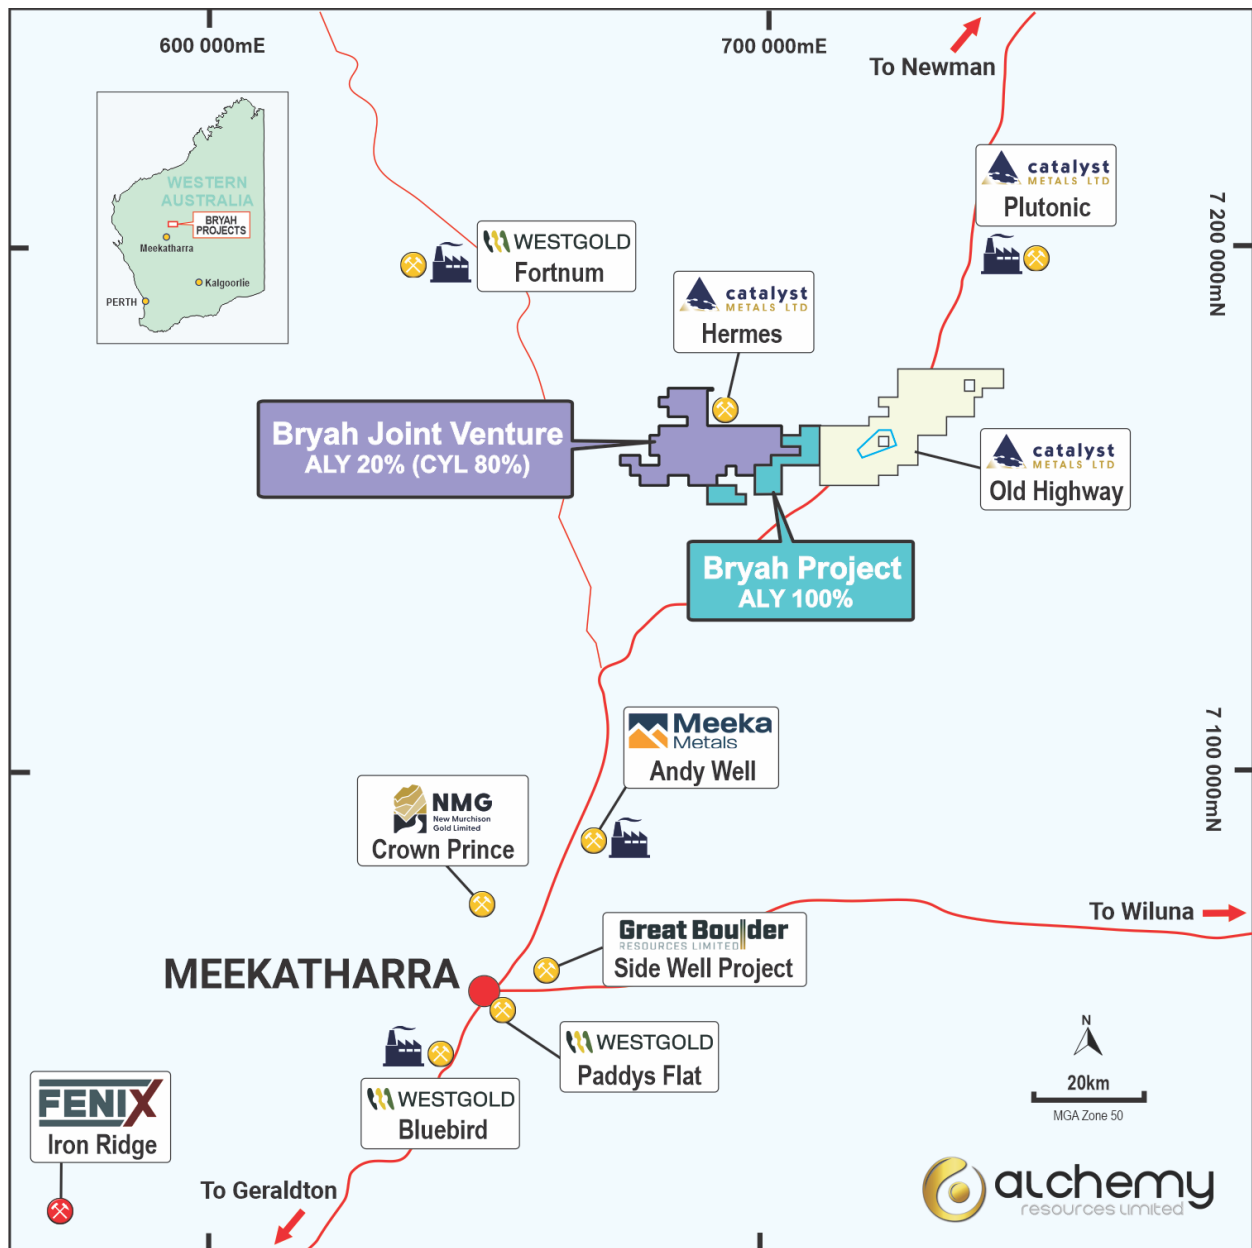 600 000mE
700 000mE
To Newman
WESTERN
AUSTRALIA
BRYAH
PROJECTS
Meekatharra
Kalgoorlie
PERTH
catalyst
METALS LTD
Plutonic
7 200 000mN
WESTGOLD
Fortnum
catalyst
METALS LTD
Hermes
Bryah Joint Venture
ALY 20% (CYL 80%)
catalyst
METALS LTD
Old Highway
Bryah Project
ALY 100%
Meeka
Metals
Andy Well
7 100 000mN
NMG
New Murchison
Gold Limited
Crown Prince
To Wiluna
Great Boulder
RESOURCES LIMITED
Side Well Project
MEEKATHARRA
WESTGOLD
Paddys Flat
N
20km
MGA Zone 50
WESTGOLD
Bluebird
FENIX
Iron Ridge
To Geraldton
alchemy
resources limited